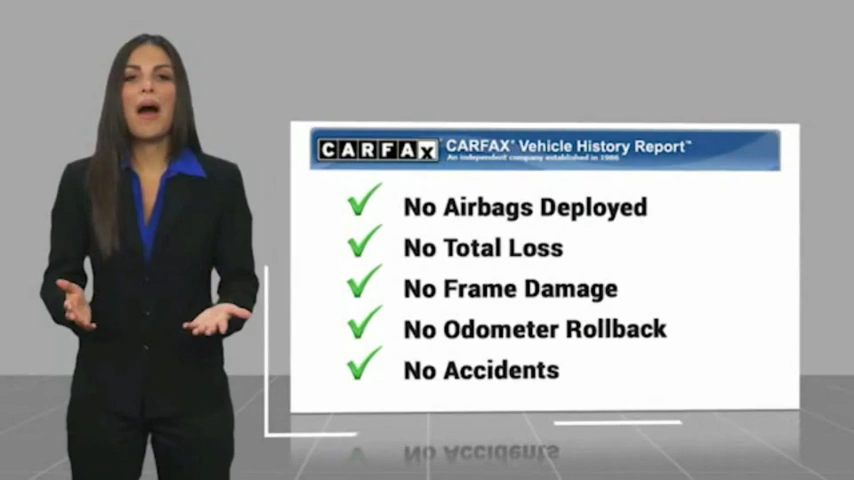 CARFAX CARFAX® Vehicle History Report™
An independent company established in 1986
No Airbags Deployed
No Total Loss
No Frame Damage
No Odometer Rollback
No Accidents
No Accidents